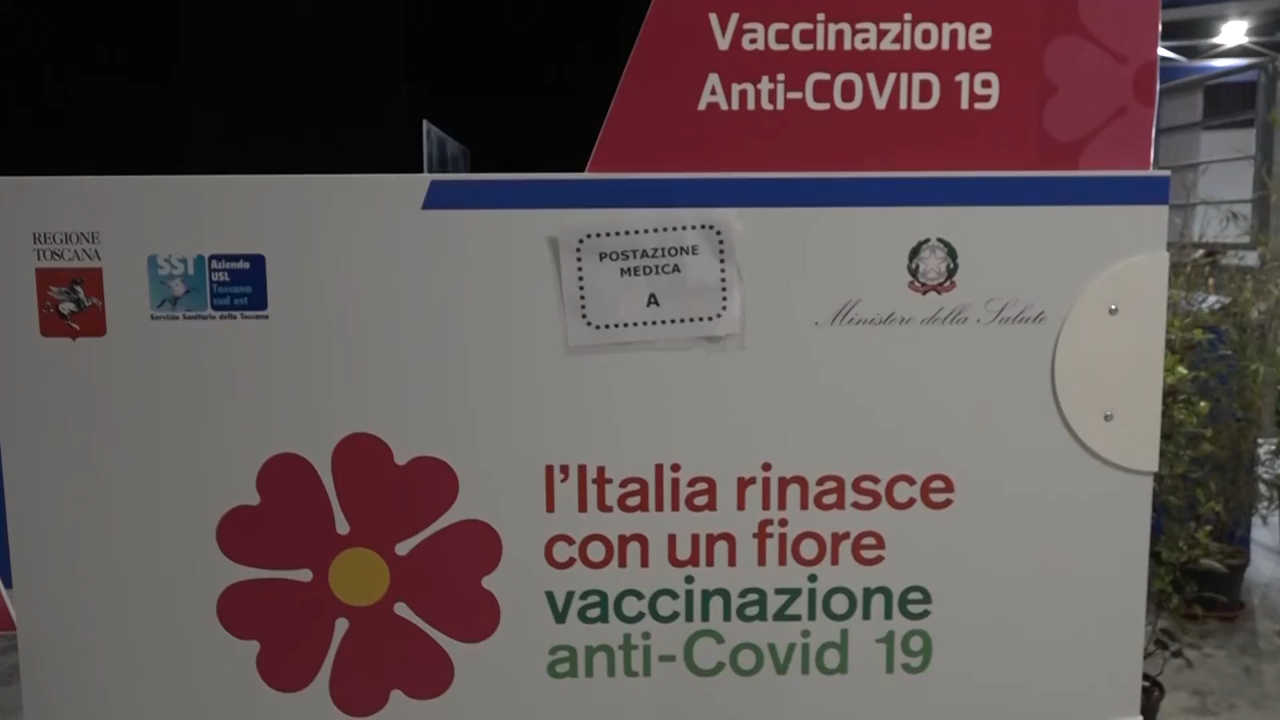 Vaccinazione
Anti-COVID 19
REGIONE
TOSCANA
SST
Azienda
USL
Toscana
sud est
Servizio Sanitario della Toscana
POSTAZIONE
MEDICA
A
Ministero della Salute
l'Italia rinasce
con un fiore
vaccinazione
anti-Covid 19